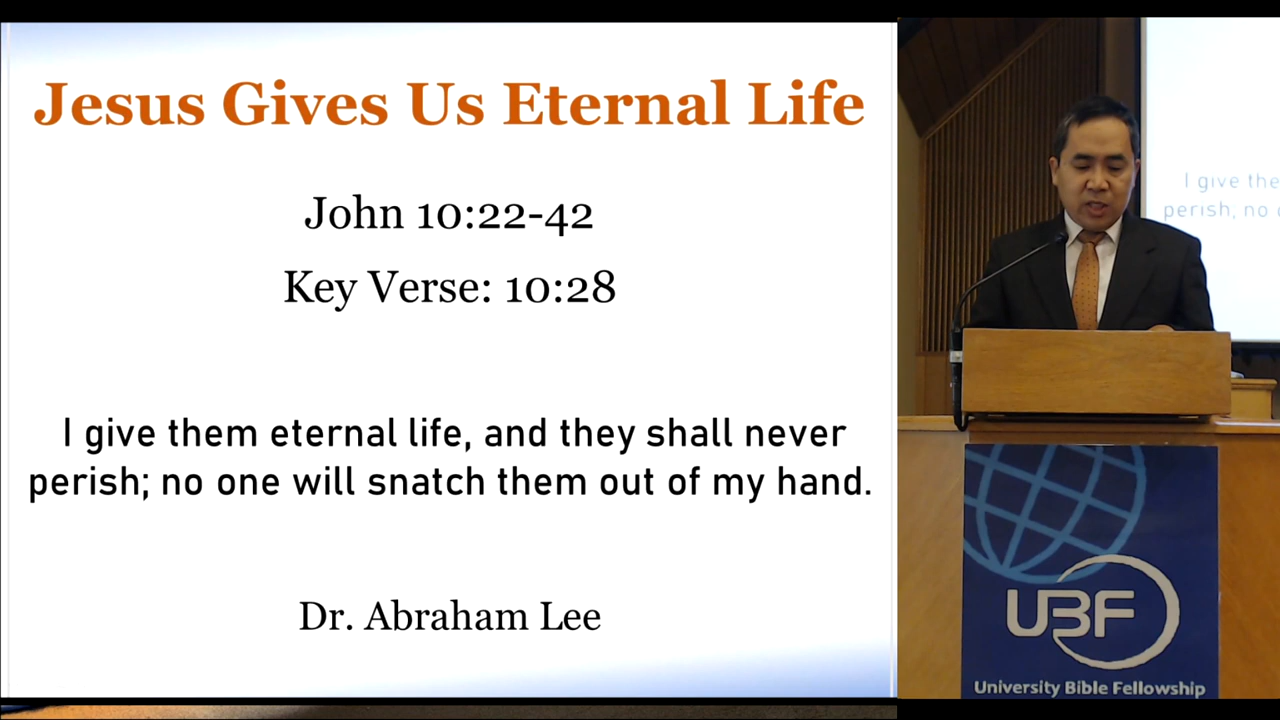 Jesus Gives Us Eternal Life
John 10:22-42
Key Verse: 10:28
I give them eternal life, and they shall never
perish; no one will snatch them out of my hand.
Dr. Abraham Lee
I give the
perish; no
UBF
University Bible Fellowship